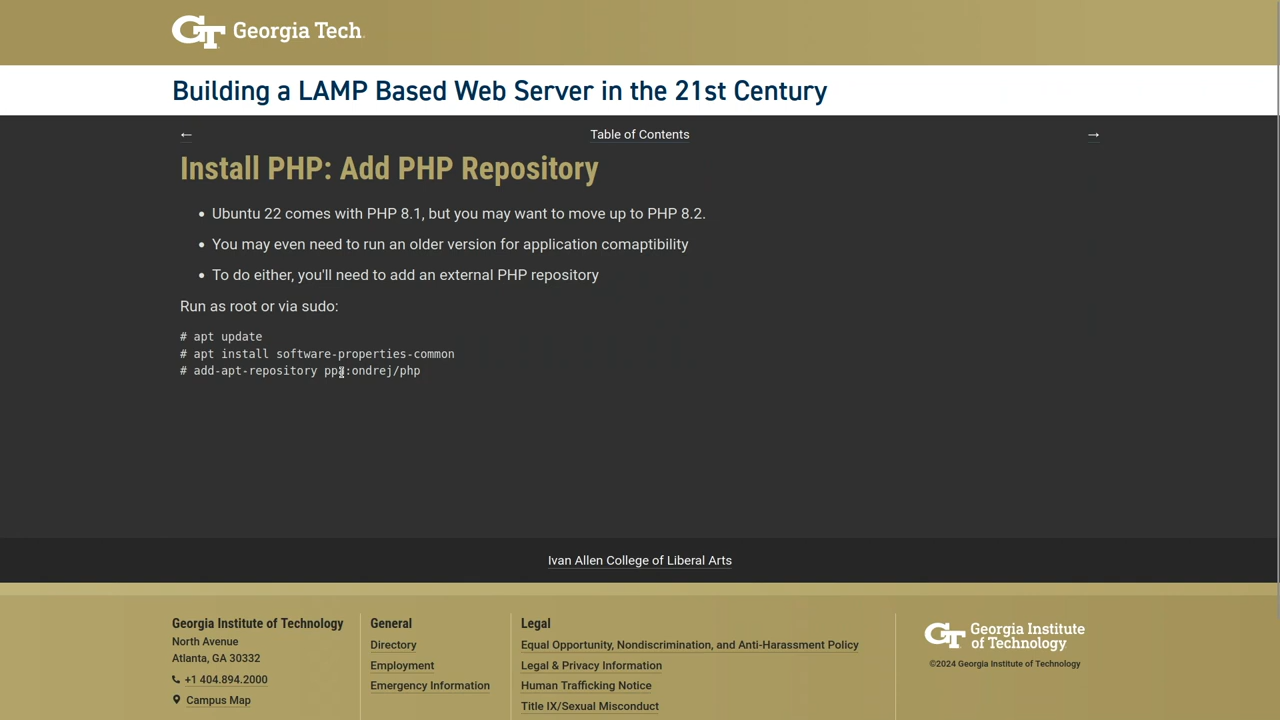 GT Georgia Tech.
Building a LAMP Based Web Server in the 21st Century
← Table of Contents →
Install PHP: Add PHP Repository
• Ubuntu 22 comes with PHP 8.1, but you may want to move up to PHP 8.2.
• You may even need to run an older version for application comaptibility
• To do either, you'll need to add an external PHP repository
Run as root or via sudo:
# apt update
# apt install software-properties-common
# add-apt-repository ppa:ondrej/php
Ivan Allen College of Liberal Arts
Georgia Institute of Technology
North Avenue
Atlanta, GA 30332
+1 404.894.2000
Campus Map
General
Directory
Employment
Emergency Information
Legal
Equal Opportunity, Nondiscrimination, and Anti-Harassment Policy
Legal & Privacy Information
Human Trafficking Notice
Title IX/Sexual Misconduct
GT Georgia Institute
of Technology
©2024 Georgia Institute of Technology